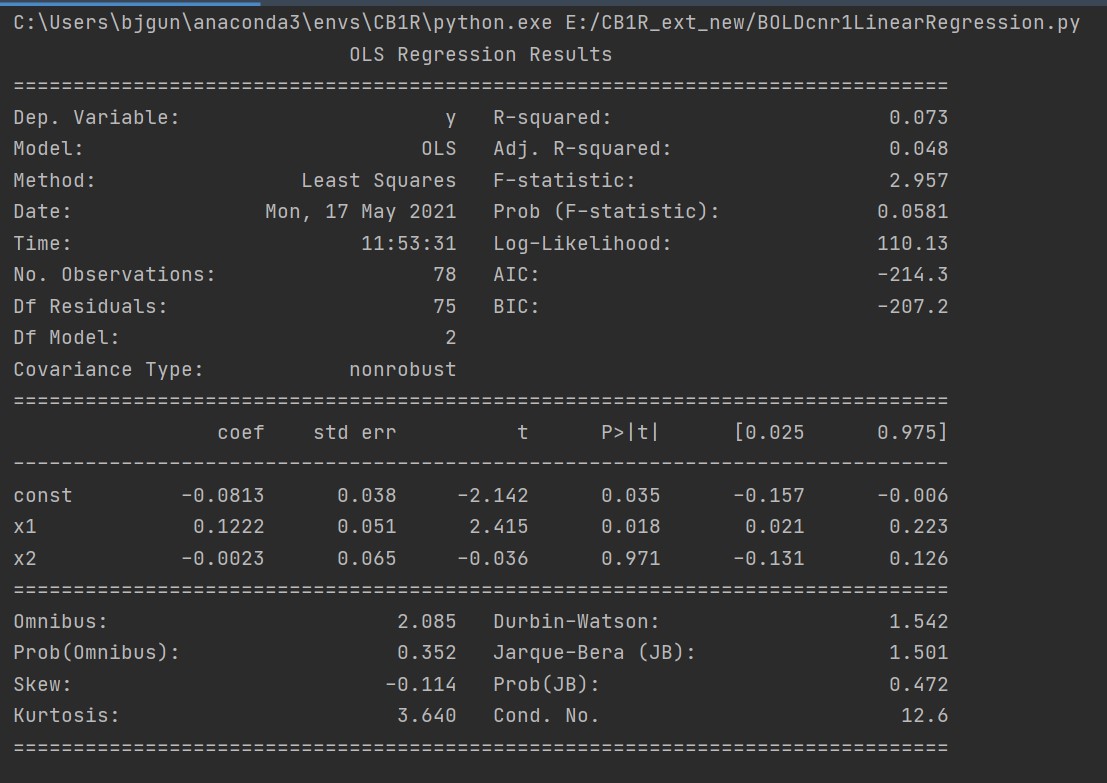 C:\Users\bjgun\anaconda3\envs\CB1R\python.exe E:/CB1R_ext_new/BOLDcnr1LinearRegression.py
                            OLS Regression Results
==============================================================================
Dep. Variable:                      y   R-squared:                       0.073
Model:                            OLS   Adj. R-squared:                  0.048
Method:                 Least Squares   F-statistic:                     2.957
Date:                Mon, 17 May 2021   Prob (F-statistic):             0.0581
Time:                        11:53:31   Log-Likelihood:                 110.13
No. Observations:                  78   AIC:                            -214.3
Df Residuals:                      75   BIC:                            -207.2
Df Model:                           2
Covariance Type:            nonrobust
==============================================================================
                 coef    std err          t      P>|t|      [0.025      0.975]
------------------------------------------------------------------------------
const         -0.0813      0.038     -2.142      0.035      -0.157      -0.006
x1             0.1222      0.051      2.415      0.018       0.021       0.223
x2            -0.0023      0.065     -0.036      0.971      -0.131       0.126
==============================================================================
Omnibus:                        2.085   Durbin-Watson:                   1.542
Prob(Omnibus):                  0.352   Jarque-Bera (JB):                1.501
Skew:                          -0.114   Prob(JB):                        0.472
Kurtosis:                       3.640   Cond. No.                         12.6
==============================================================================